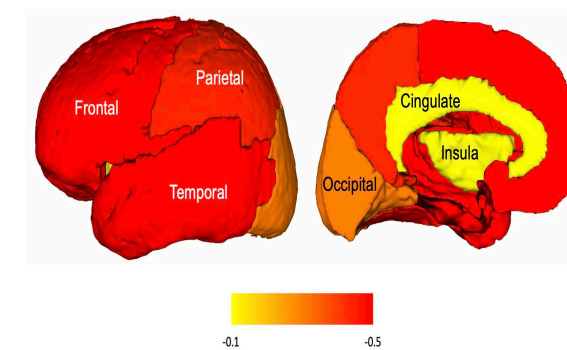 Parietal
Frontal
Temporal
Cingulate
Insula
Occipital
-0.1
-0.5